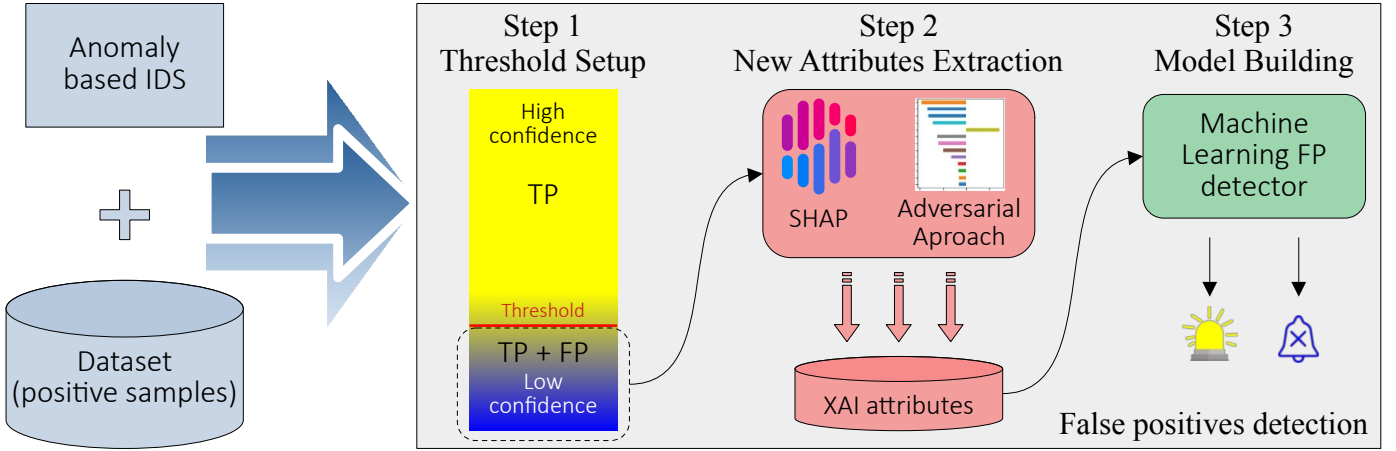 Anomaly
based IDS
Dataset
(positive samples)
Step 1
Threshold Setup
High
confidence
TP
Threshold
TP + FP
Low
confidence
Step 2
New Attributes Extraction
SHAP
Adversarial
Aproach
XAI attributes
Step 3
Model Building
Machine
Learning FP
detector
False positives detection